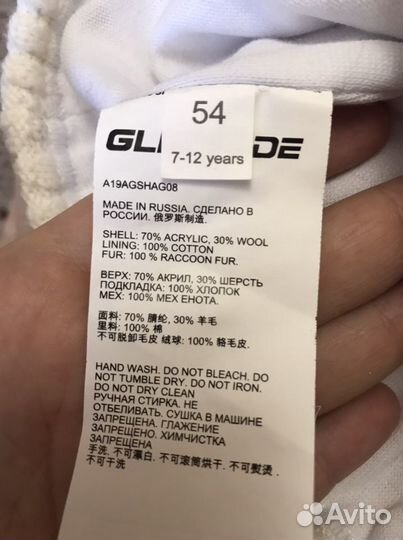 54
7-12 years
GLI DE
A19AGSHAG08
MADE IN RUSSIA. СДЕЛАНО В
РОССИИ. 俄罗斯制造.
SHELL: 70% ACRYLIC, 30% WOOL
LINING: 100% COTTON
FUR: 100 % RACCOON FUR.
ВЕРХ: 70% АКРИЛ, 30% ШЕРСТЬ
ПОДКЛАДКА: 100% ХЛОПОК
МЕХ: 100% МЕХ ЕНОТА.
面料: 70% 腈纶, 30% 羊毛
里料: 100% 棉
不可脱卸毛皮 绒球: 100% 貉毛皮.
HAND WASH. DO NOT BLEACH. DO
NOT TUMBLE DRY. DO NOT IRON.
DO NOT DRY CLEAN
РУЧНАЯ СТИРКА. НЕ
ОТБЕЛИВАТЬ. СУШКА В МАШИНЕ
ЗАПРЕЩЕНА. ГЛАЖЕНИЕ
ЗАПРЕЩЕНО. ХИМЧИСТКА
ЗАПРЕЩЕНА.
手洗. 不可漂白. 不可滚筒烘干. 不可熨烫.
不可干洗
Avito